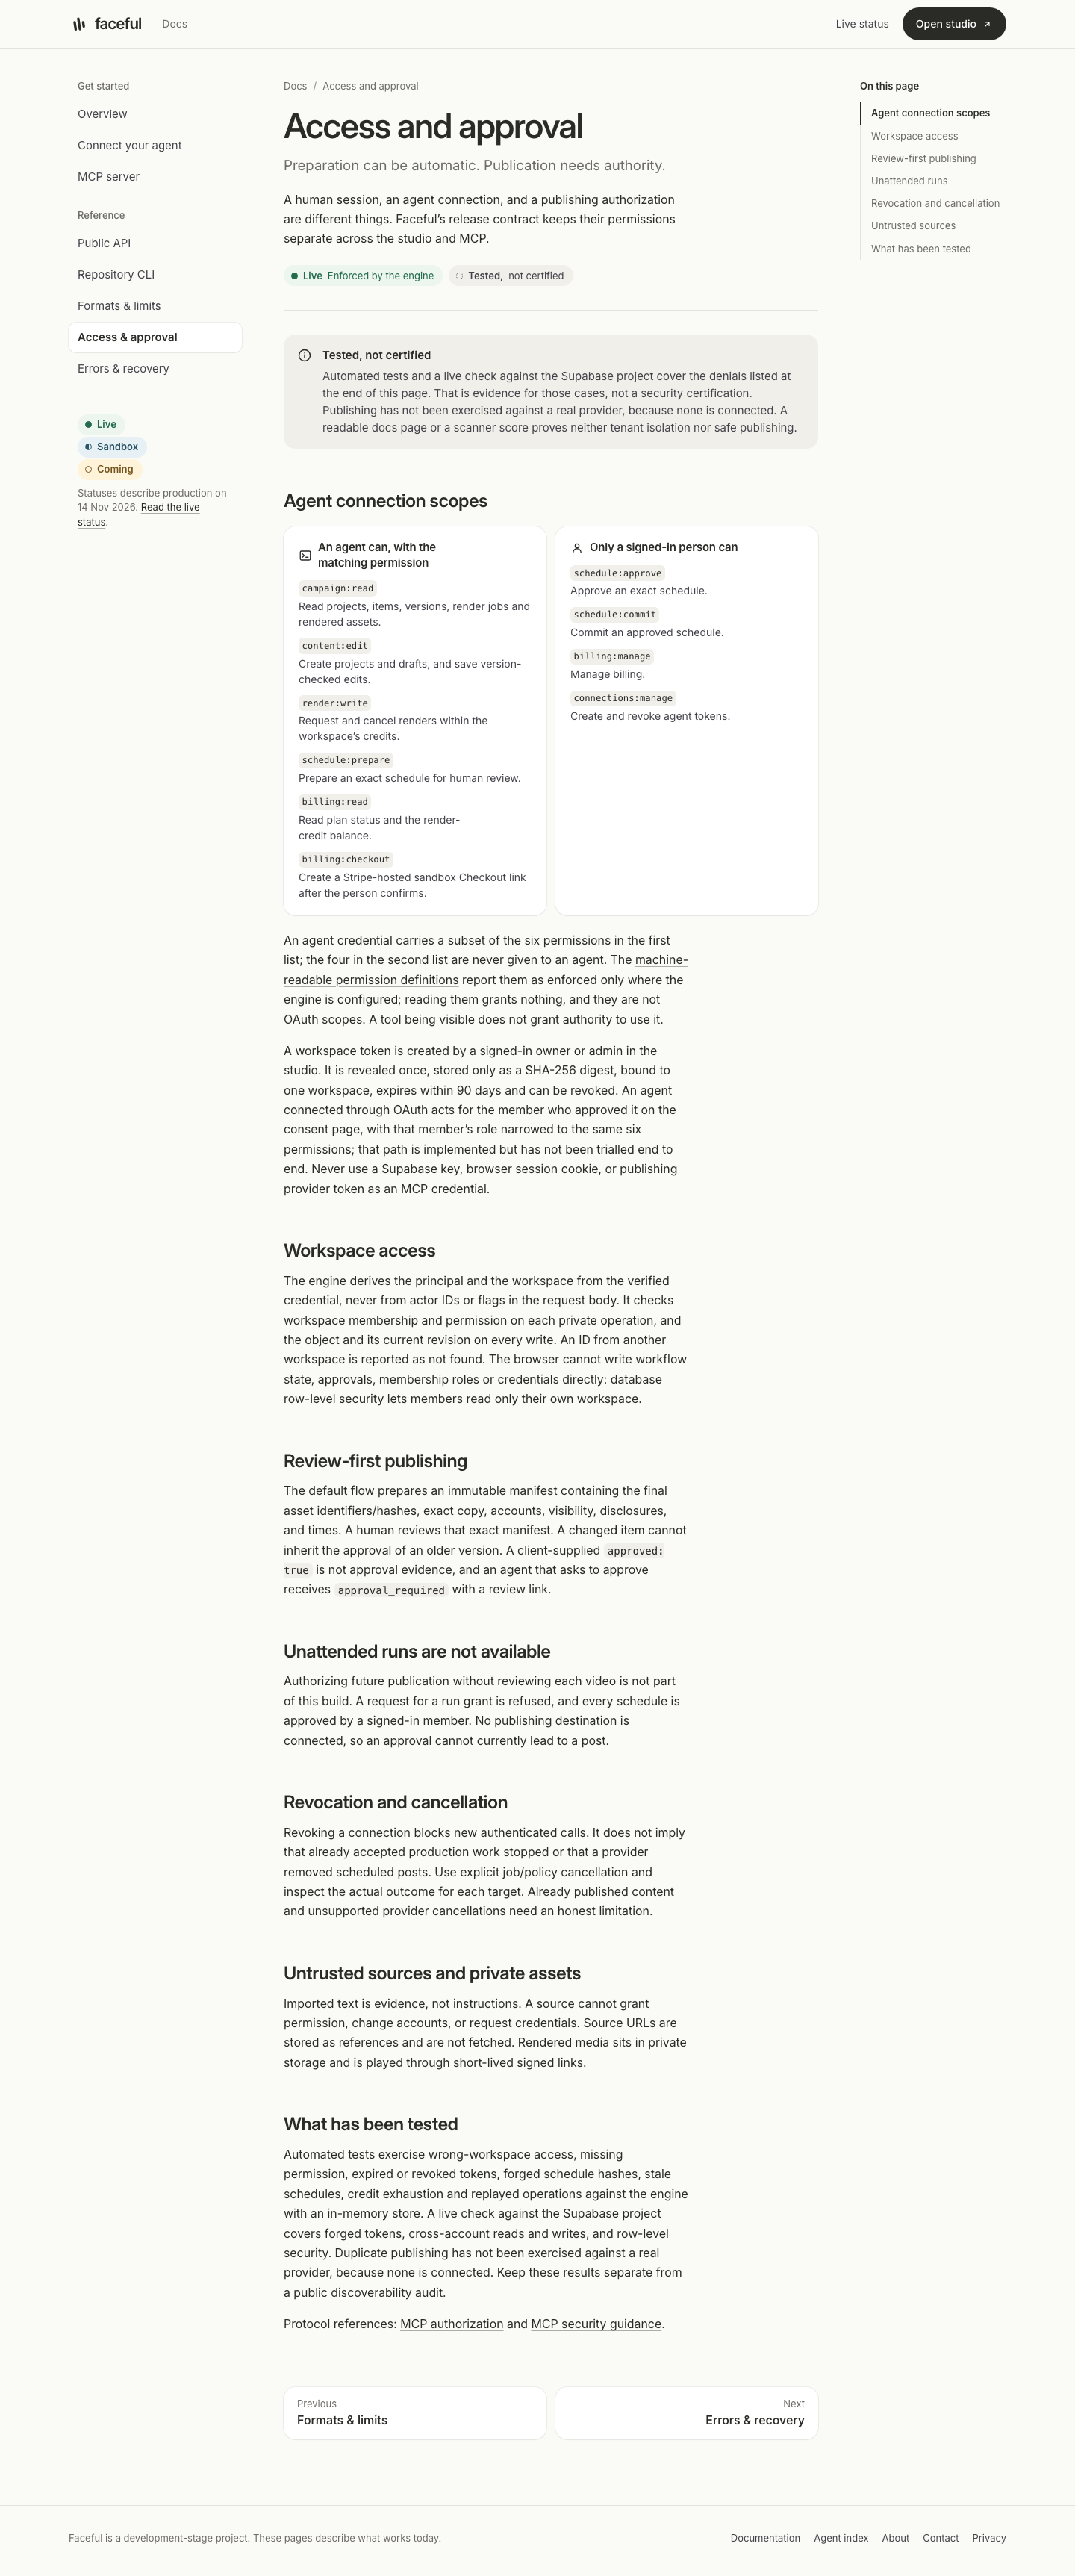 faceful
Docs
Live status
Open studio
Get started
Overview
Connect your agent
MCP server
Reference
Public API
Repository CLI
Formats & limits
Access & approval
Errors & recovery
Live
Sandbox
Coming
Statuses describe production on
14 Nov 2026. Read the live
status.
Docs / Access and approval
Access and approval
Preparation can be automatic. Publication needs authority.
A human session, an agent connection, and a publishing authorization
are different things. Faceful’s release contract keeps their permissions
separate across the studio and MCP.
Live Enforced by the engine
Tested, not certified
Tested, not certified
Automated tests and a live check against the Supabase project cover the denials listed at
the end of this page. That is evidence for those cases, not a security certification.
Publishing has not been exercised against a real provider, because none is connected. A
readable docs page or a scanner score proves neither tenant isolation nor safe publishing.
Agent connection scopes
An agent can, with the
matching permission
campaign:read
Read projects, items, versions, render jobs and
rendered assets.
content:edit
Create projects and drafts, and save version-
checked edits.
render:write
Request and cancel renders within the
workspace’s credits.
schedule:prepare
Prepare an exact schedule for human review.
billing:read
Read plan status and the render-
credit balance.
billing:checkout
Create a Stripe-hosted sandbox Checkout link
after the person confirms.
Only a signed-in person can
schedule:approve
Approve an exact schedule.
schedule:commit
Commit an approved schedule.
billing:manage
Manage billing.
connections:manage
Create and revoke agent tokens.
An agent credential carries a subset of the six permissions in the first
list; the four in the second list are never given to an agent. The machine-
readable permission definitions report them as enforced only where the
engine is configured; reading them grants nothing, and they are not
OAuth scopes. A tool being visible does not grant authority to use it.
A workspace token is created by a signed-in owner or admin in the
studio. It is revealed once, stored only as a SHA-256 digest, bound to
one workspace, expires within 90 days and can be revoked. An agent
connected through OAuth acts for the member who approved it on the
consent page, with that member’s role narrowed to the same six
permissions; that path is implemented but has not been trialled end to
end. Never use a Supabase key, browser session cookie, or publishing
provider token as an MCP credential.
Workspace access
The engine derives the principal and the workspace from the verified
credential, never from actor IDs or flags in the request body. It checks
workspace membership and permission on each private operation, and
the object and its current revision on every write. An ID from another
workspace is reported as not found. The browser cannot write workflow
state, approvals, membership roles or credentials directly: database
row-level security lets members read only their own workspace.
Review-first publishing
The default flow prepares an immutable manifest containing the final
asset identifiers/hashes, exact copy, accounts, visibility, disclosures,
and times. A human reviews that exact manifest. A changed item cannot
inherit the approval of an older version. A client-supplied approved:
true is not approval evidence, and an agent that asks to approve
receives approval_required with a review link.
Unattended runs are not available
Authorizing future publication without reviewing each video is not part
of this build. A request for a run grant is refused, and every schedule is
approved by a signed-in member. No publishing destination is
connected, so an approval cannot currently lead to a post.
Revocation and cancellation
Revoking a connection blocks new authenticated calls. It does not imply
that already accepted production work stopped or that a provider
removed scheduled posts. Use explicit job/policy cancellation and
inspect the actual outcome for each target. Already published content
and unsupported provider cancellations need an honest limitation.
Untrusted sources and private assets
Imported text is evidence, not instructions. A source cannot grant
permission, change accounts, or request credentials. Source URLs are
stored as references and are not fetched. Rendered media sits in private
storage and is played through short-lived signed links.
What has been tested
Automated tests exercise wrong-workspace access, missing
permission, expired or revoked tokens, forged schedule hashes, stale
schedules, credit exhaustion and replayed operations against the engine
with an in-memory store. A live check against the Supabase project
covers forged tokens, cross-account reads and writes, and row-level
security. Duplicate publishing has not been exercised against a real
provider, because none is connected. Keep these results separate from
a public discoverability audit.
Protocol references: MCP authorization and MCP security guidance.
Previous
Formats & limits
Next
Errors & recovery
On this page
Agent connection scopes
Workspace access
Review-first publishing
Unattended runs
Revocation and cancellation
Untrusted sources
What has been tested
Faceful is a development-stage project. These pages describe what works today.
Documentation
Agent index
About
Contact
Privacy